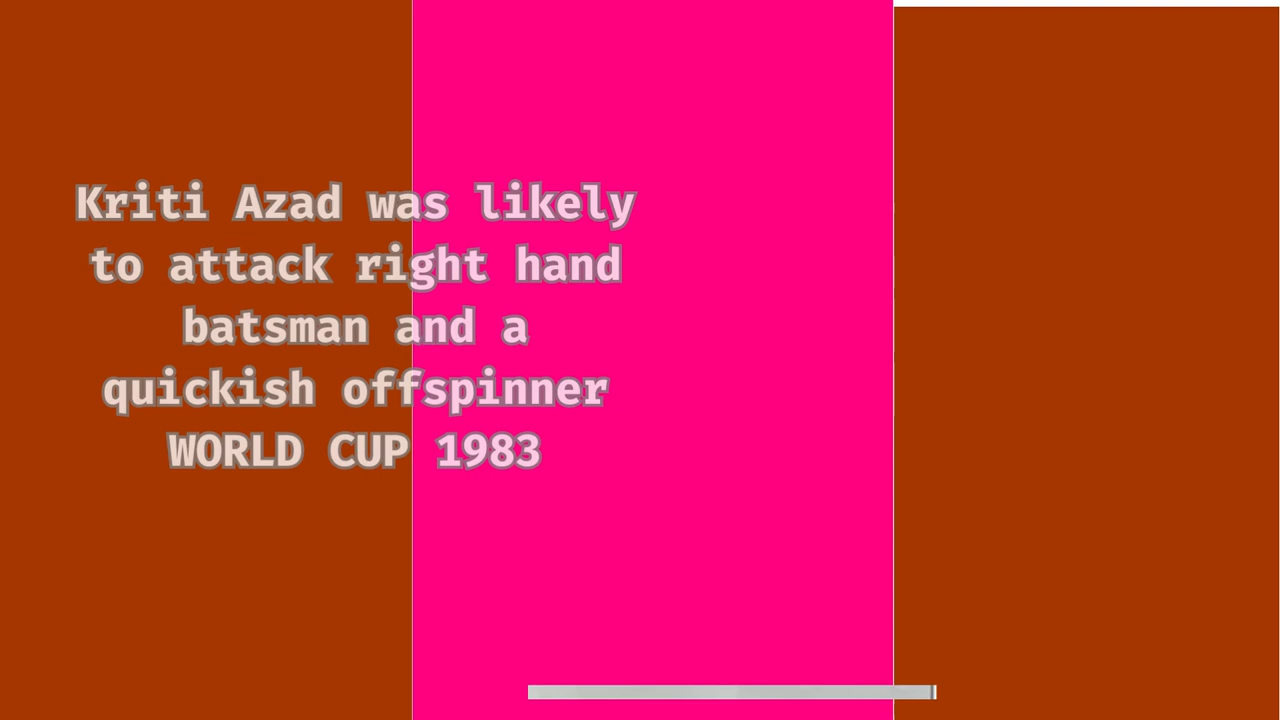 Kriti Azad was likely
to attack right hand
batsman and a
quickish offspinner
WORLD CUP 1983